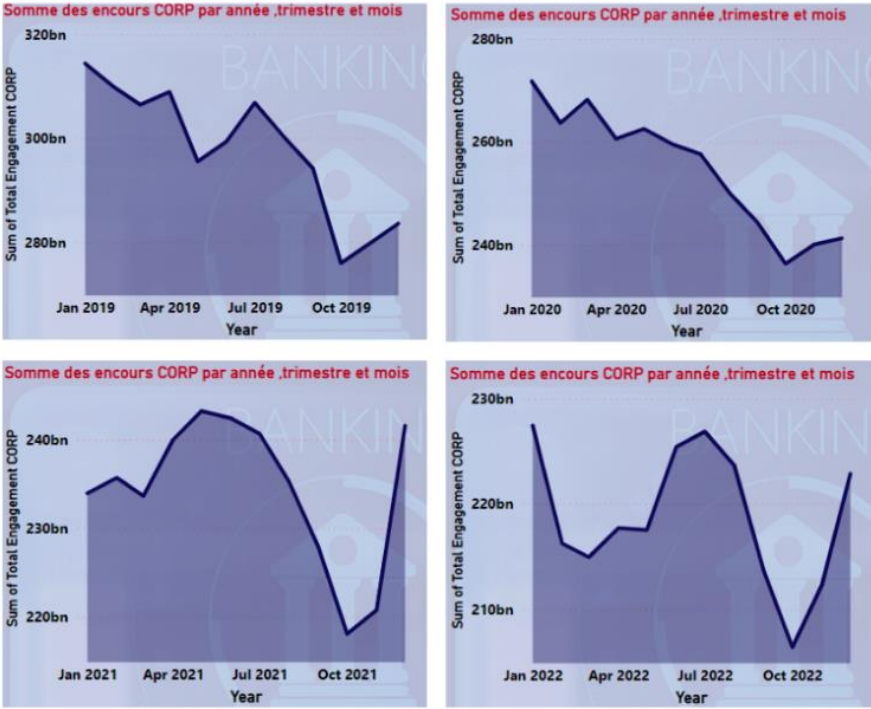 Somme des encours CORP par année ,trimestre et mois
Sum of Total Engagement CORP
320bn
300bn
280bn
BANKING
Jan 2019 Apr 2019 Jul 2019 Oct 2019
Year
Somme des encours CORP par année ,trimestre et mois
Sum of Total Engagement CORP
280bn
260bn
240bn
BANKIN
Jan 2020 Apr 2020 Jul 2020 Oct 2020
Year
Somme des encours CORP par année ,trimestre et mois
Sum of Total Engagement CORP
240bn
230bn
220bn
BANKIN
Jan 2021 Apr 2021 Jul 2021 Oct 2021
Year
Somme des encours CORP par année ,trimestre et mois
Sum of Total Engagement CORP
230bn
220bn
210bn
BANKIN
Jan 2022 Apr 2022 Jul 2022 Oct 2022
Year